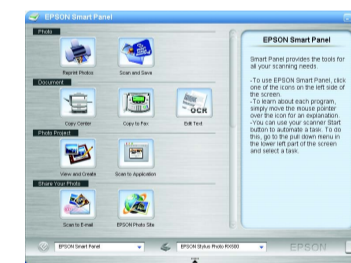 EPSON Smart Panel
Photo
Reprint Photos
Scan and Save
Document
Copy Center
Copy to Fax
OCR
Edit Text
Photo Project
View and Create
Scan to Application
Share Your Photo
Scan to E-mail
EPSON Photo Site
EPSON Smart Panel
Smart Panel provides the tools for
all your scanning needs.
-To use EPSON Smart Panel, click
one of the icons on the left side of
the screen.
-To learn about each program,
simply move the mouse pointer
over the icon for an explanation.
-You can use your scanner Start
button to automate a task. To do
this, go to the pull down menu in
the lower left part of the screen
and select a task.
EPSON Smart Panel
EPSON Stylus Photo RX500
EPSON